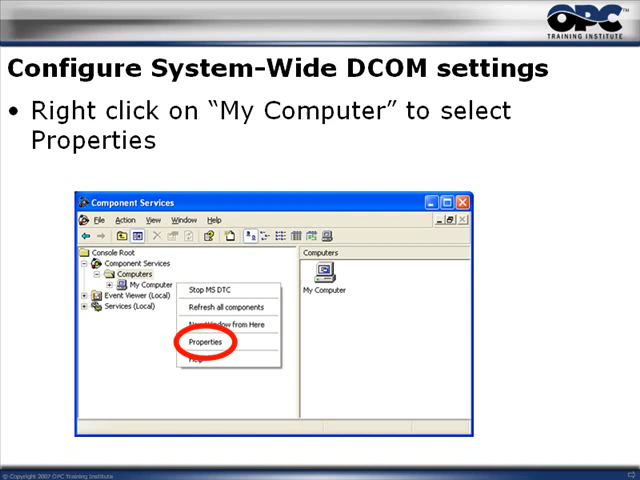 OPC™
TRAINING INSTITUTE
Configure System-Wide DCOM settings
• Right click on “My Computer” to select
Properties
Component Services
File Action View Window Help
Console Root
Component Services
Computers
My Computer
Event Viewer (Local)
Services (Local)
Stop MS DTC
Refresh all components
New Window from Here
Properties
Help
Computers
My Computer
© Copyright 2007 OPC Training Institute